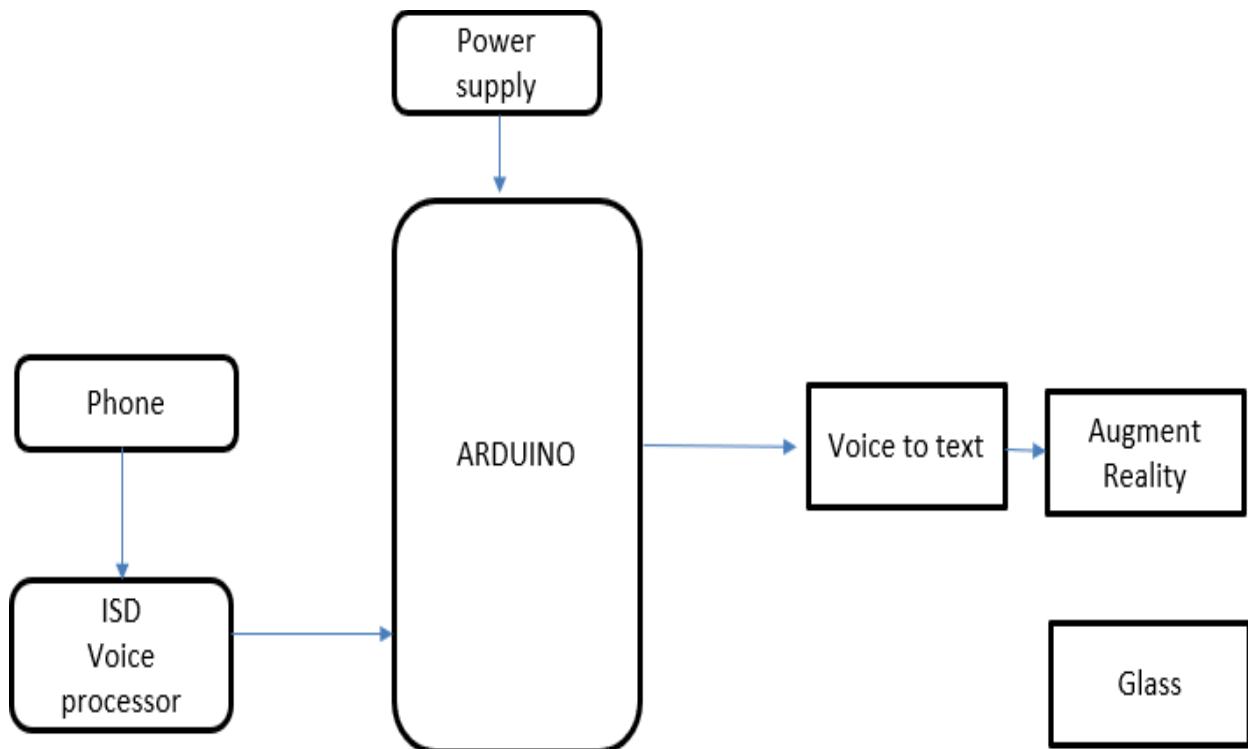 Power
supply
Phone
ARDUINO
Voice to text
Augment
Reality
ISD
Voice
processor
Glass